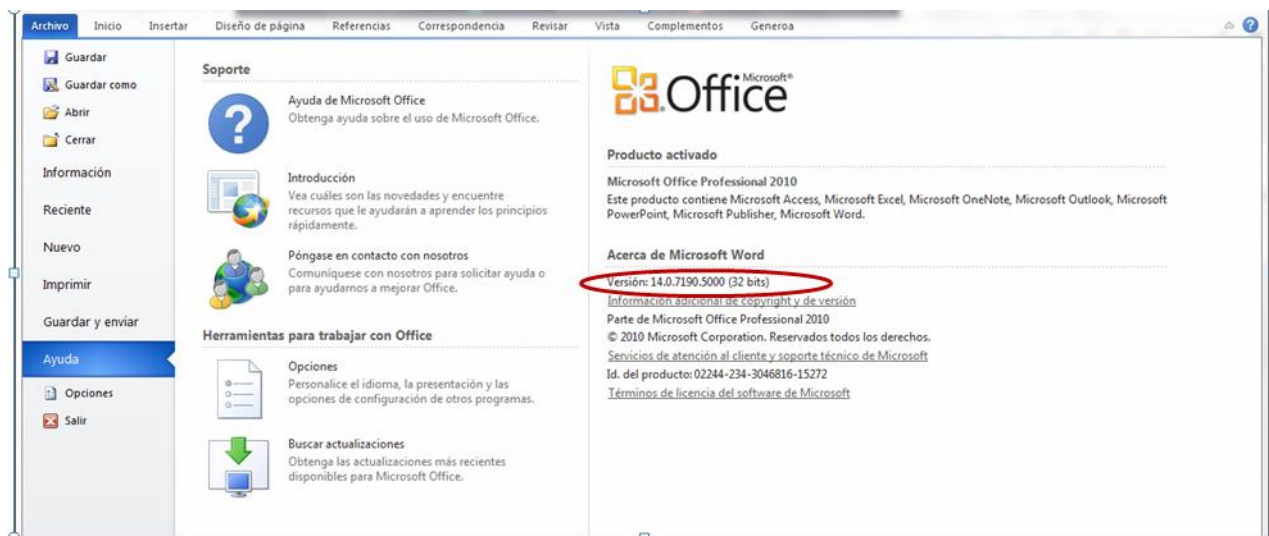 Archivo Inicio Insertar Diseño de página Referencias Correspondencia Revisar Vista Complementos Generoa
Guardar
Guardar como
Abrir
Cerrar
Información
Reciente
Nuevo
Imprimir
Guardar y enviar
Ayuda
Opciones
Salir
Soporte
Ayuda de Microsoft Office
Obtenga ayuda sobre el uso de Microsoft Office.
Introducción
Vea cuáles son las novedades y encuentre
recursos que le ayudarán a aprender los principios
rápidamente.
Póngase en contacto con nosotros
Comuníquese con nosotros para solicitar ayuda o
para ayudarnos a mejorar Office.
Herramientas para trabajar con Office
Opciones
Personalice el idioma, la presentación y las
opciones de configuración de otros programas.
Buscar actualizaciones
Obtenga las actualizaciones más recientes
disponibles para Microsoft Office.
Microsoft®
Office
Producto activado
Microsoft Office Professional 2010
Este producto contiene Microsoft Access, Microsoft Excel, Microsoft OneNote, Microsoft Outlook, Microsoft
PowerPoint, Microsoft Publisher, Microsoft Word.
Acerca de Microsoft Word
Versión: 14.0.7190.5000 (32 bits)
Información adicional de copyright y de versión
Parte de Microsoft Office Professional 2010
© 2010 Microsoft Corporation. Reservados todos los derechos.
Servicios de atención al cliente y soporte técnico de Microsoft
Id. del producto: 02244-234-3046816-15272
Términos de licencia del software de Microsoft